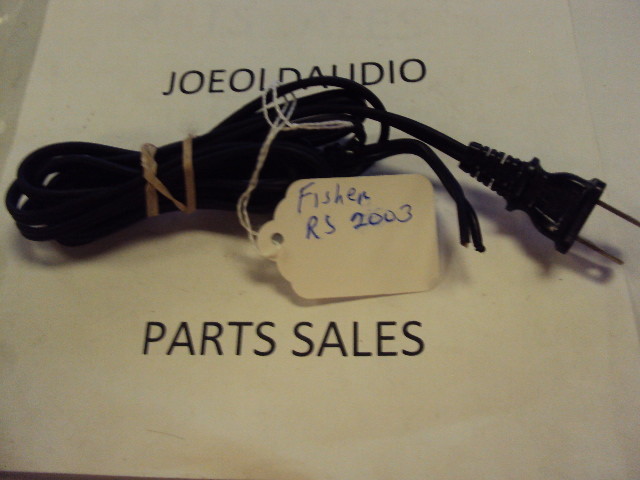 JOEOLDAUDIO
Fisher
RS 2003
PARTS SALES